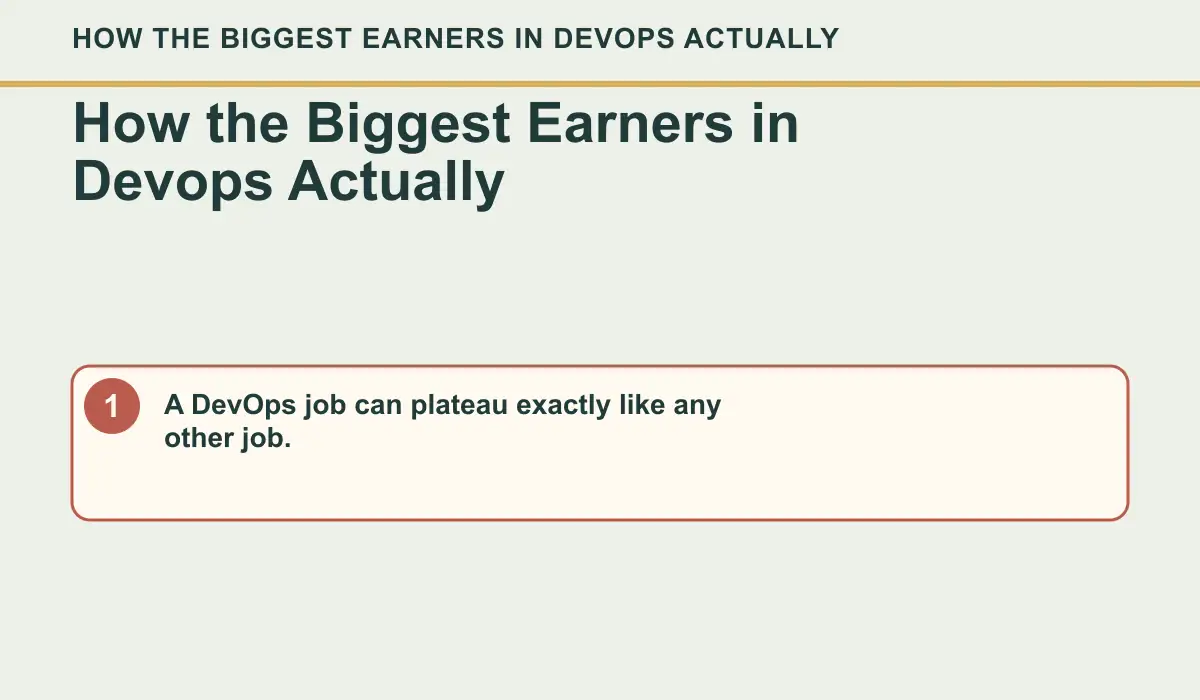 HOW THE BIGGEST EARNERS IN DEVOPS ACTUALLY
How the Biggest Earners in
Devops Actually
1
A DevOps job can plateau exactly like any
other job.